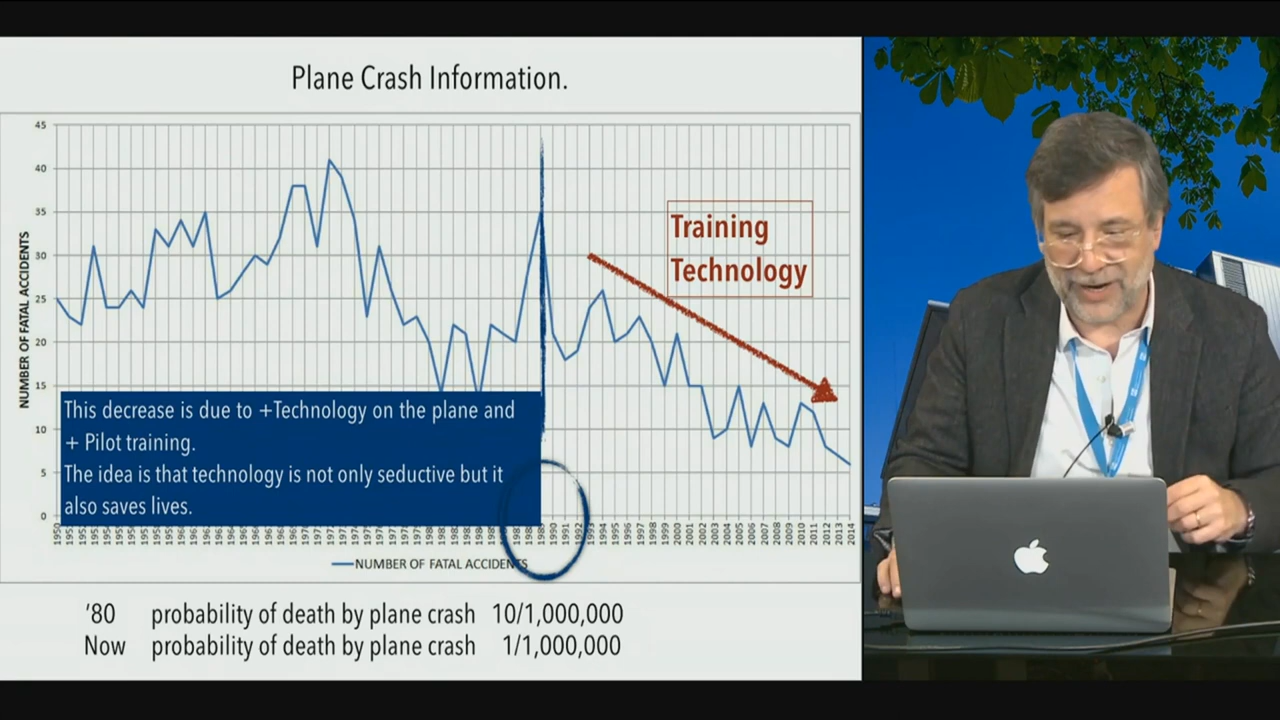 Plane Crash Information.
45
40
35
30
25
20
15
10
5
0
NUMBER OF FATAL ACCIDENTS
Training
Technology
This decrease is due to +Technology on the plane and
+ Pilot training.
The idea is that technology is not only seductive but it
also saves lives.
1990 1991 1992 1993 1994 1995 1996 1997 1998 1999 2000 2001 2002 2003 2004 2005 2006 2007 2008 2009 2010 2011 2012 2013 2014
NUMBER OF FATAL ACCIDENTS
'80 probability of death by plane crash 10/1,000,000
Now probability of death by plane crash 1/1,000,000